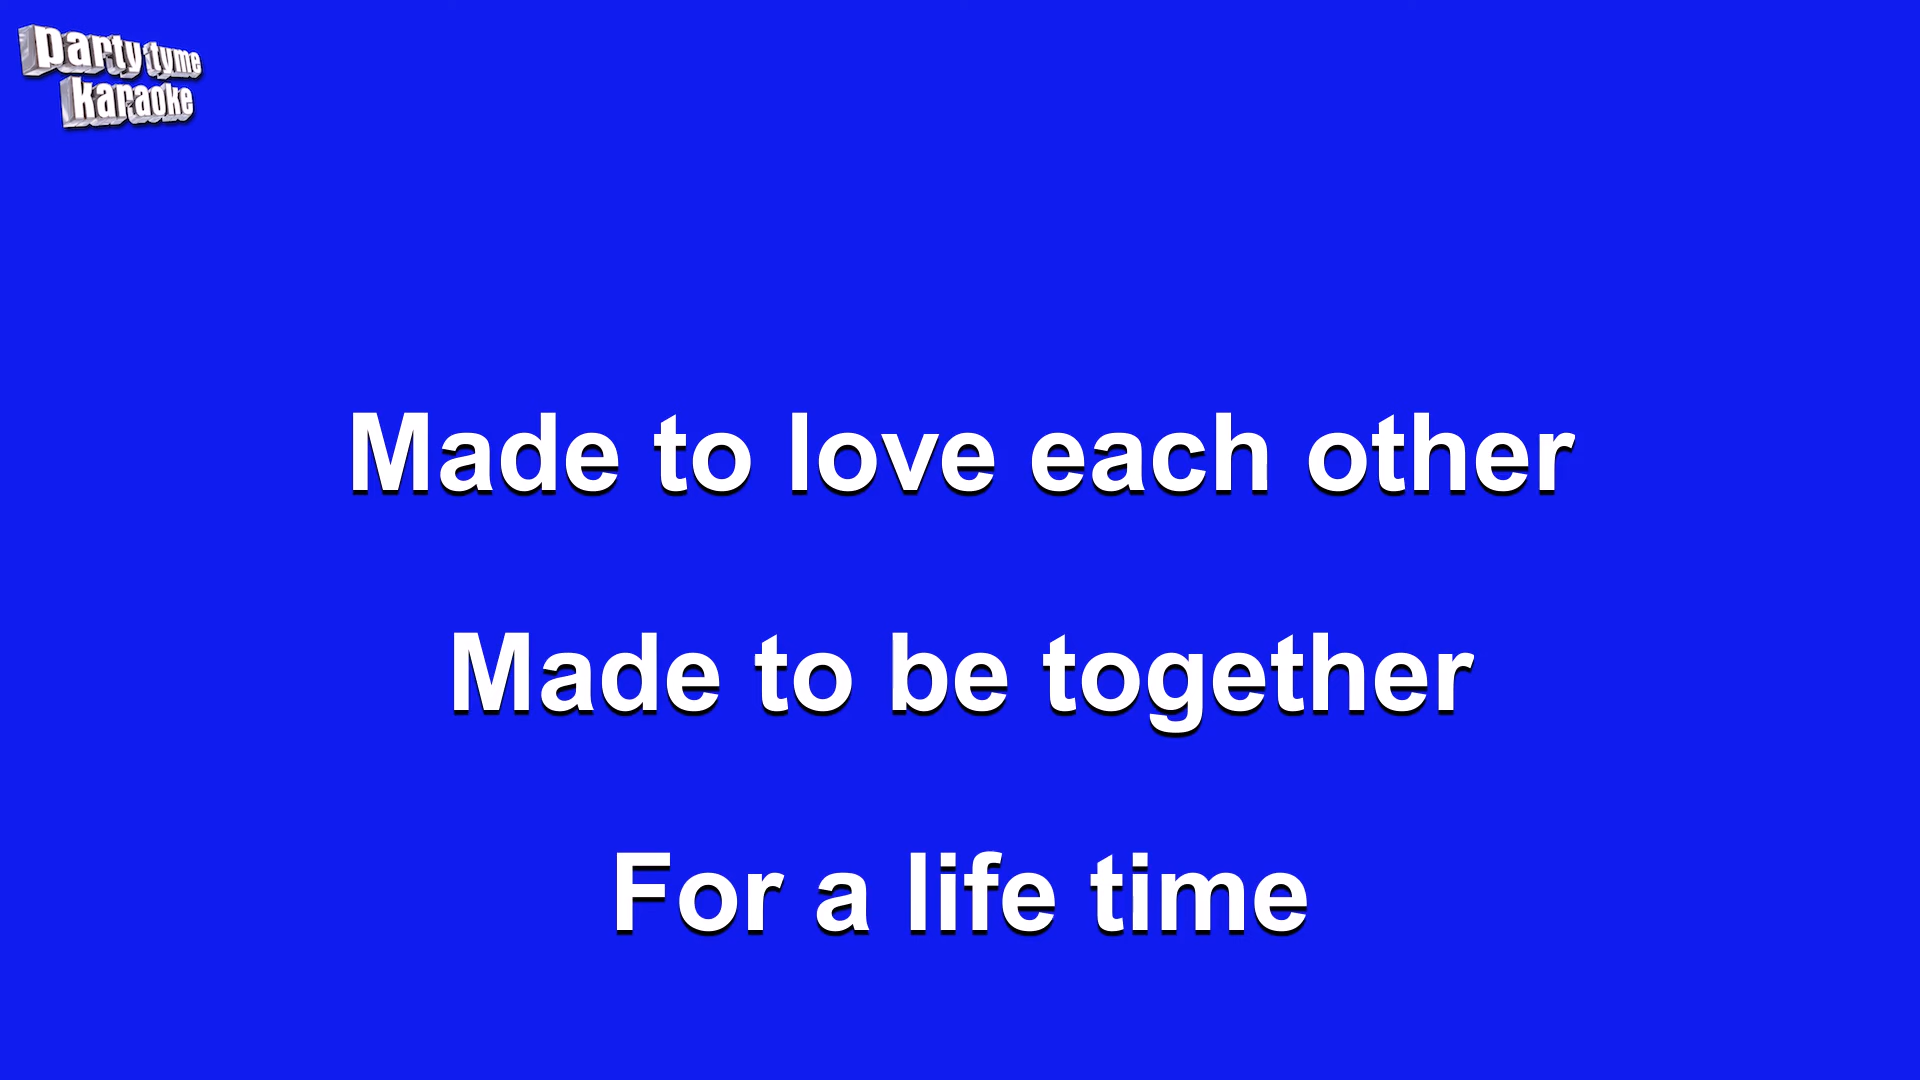 party tyme
karaoke
Made to love each other
Made to be together
For a life time